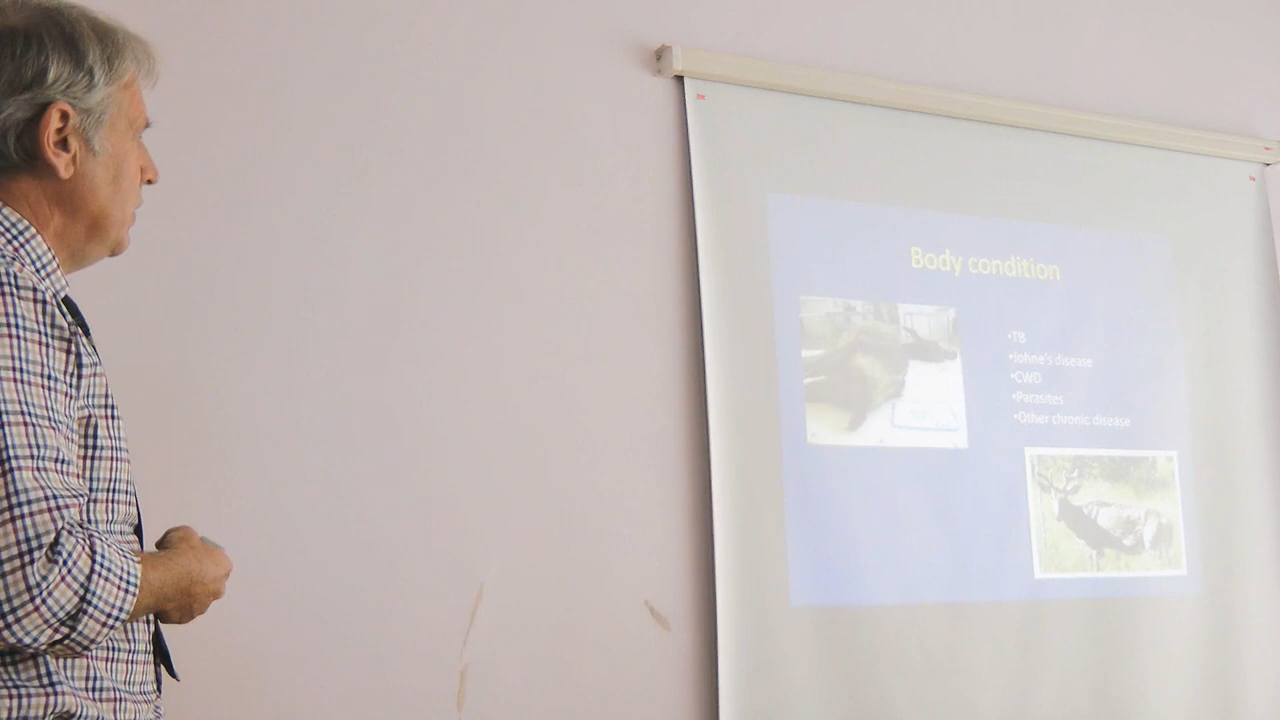 Body condition
•TB
•Johne's disease
•CWD
•Parasites
•Other chronic disease